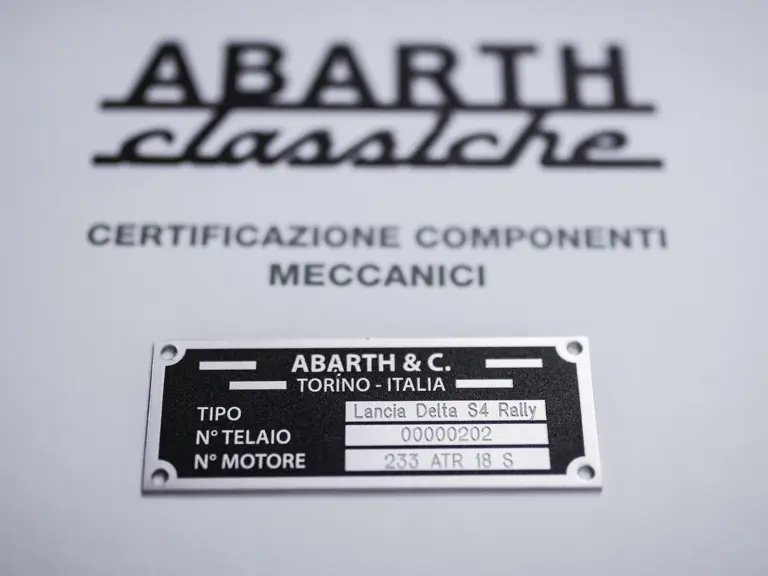 ABARTH
classiche
CERTIFICAZIONE COMPONENTI
MECCANICI
ABARTH & C.
TORINO - ITALIA
TIPO Lancia Delta S4 Rally
N° TELAIO 00000202
N° MOTORE 233 ATR 18 S